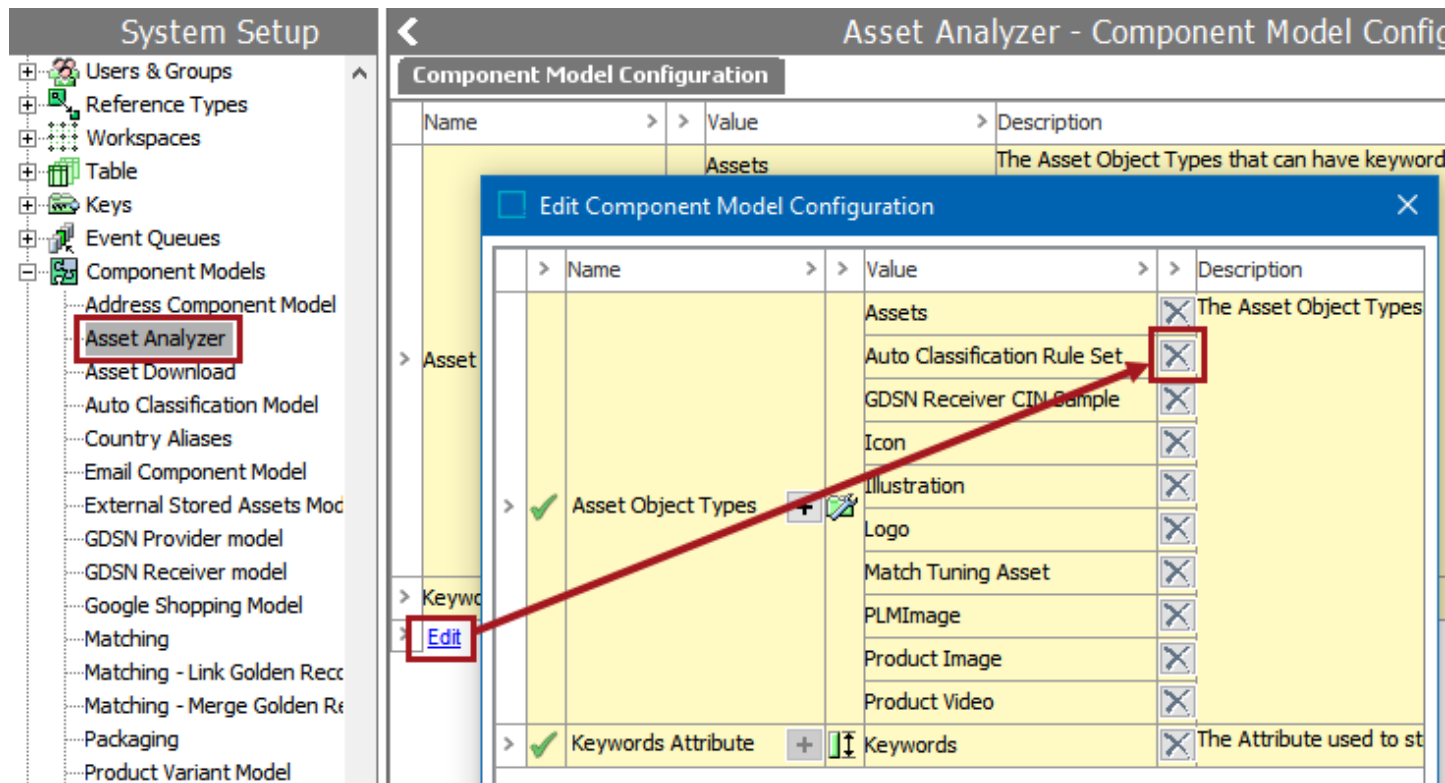 System Setup
Users & Groups
Reference Types
Workspaces
Table
Keys
Event Queues
Component Models
Address Component Model
Asset Analyzer
Asset Download
Auto Classification Model
Country Aliases
Email Component Model
External Stored Assets Mod
GDSN Provider model
GDSN Receiver model
Google Shopping Model
Matching
Matching - Link Golden Reco
Matching - Merge Golden Re
Packaging
Product Variant Model
Asset Analyzer - Component Model Config
Component Model Configuration
Name > > Value > Description
Assets The Asset Object Types that can have keyword
> Asset
> Keywo
> Edit
Edit Component Model Configuration
> Name > > Value > > Description
Assets The Asset Object Types
Auto Classification Rule Set
GDSN Receiver CIN Sample
Icon
Illustration
> Asset Object Types +
Logo
Match Tuning Asset
PLMImage
Product Image
Product Video
> Keywords Attribute + Keywords The Attribute used to st